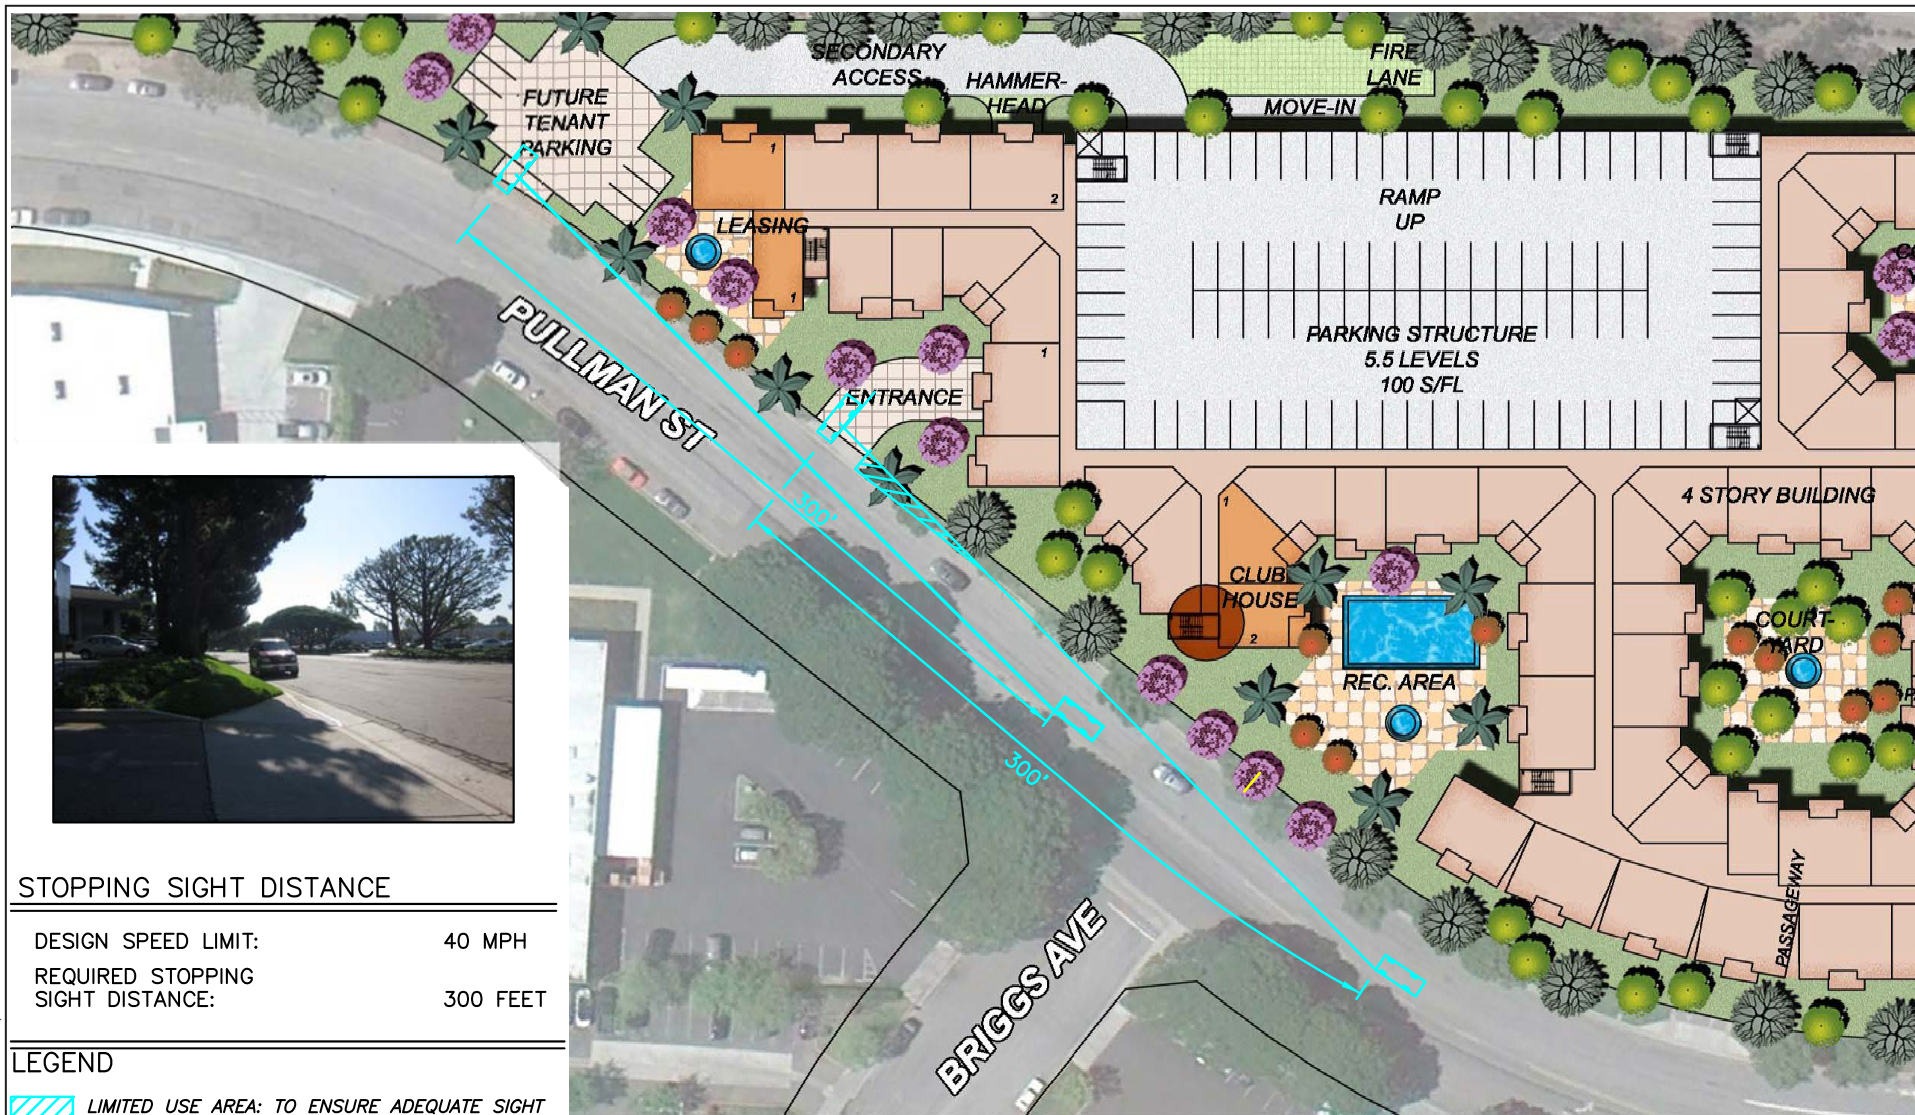 SECONDARY
ACCESS
HAMMER-
HEAD
FIRE
LANE
MOVE-IN
FUTURE
TENANT
PARKING
1
2
LEASING
1
RAMP
UP
PARKING STRUCTURE
5.5 LEVELS
100 S/FL
1
ENTRANCE
PULLMAN ST
300'
4 STORY BUILDING
1
CLUB
HOUSE
2
COURT-
YARD
REC. AREA
300'
PASSAGEWAY
BRIGGS AVE
STOPPING SIGHT DISTANCE
DESIGN SPEED LIMIT: 40 MPH
REQUIRED STOPPING
SIGHT DISTANCE: 300 FEET
LEGEND
LIMITED USE AREA: TO ENSURE ADEQUATE SIGHT